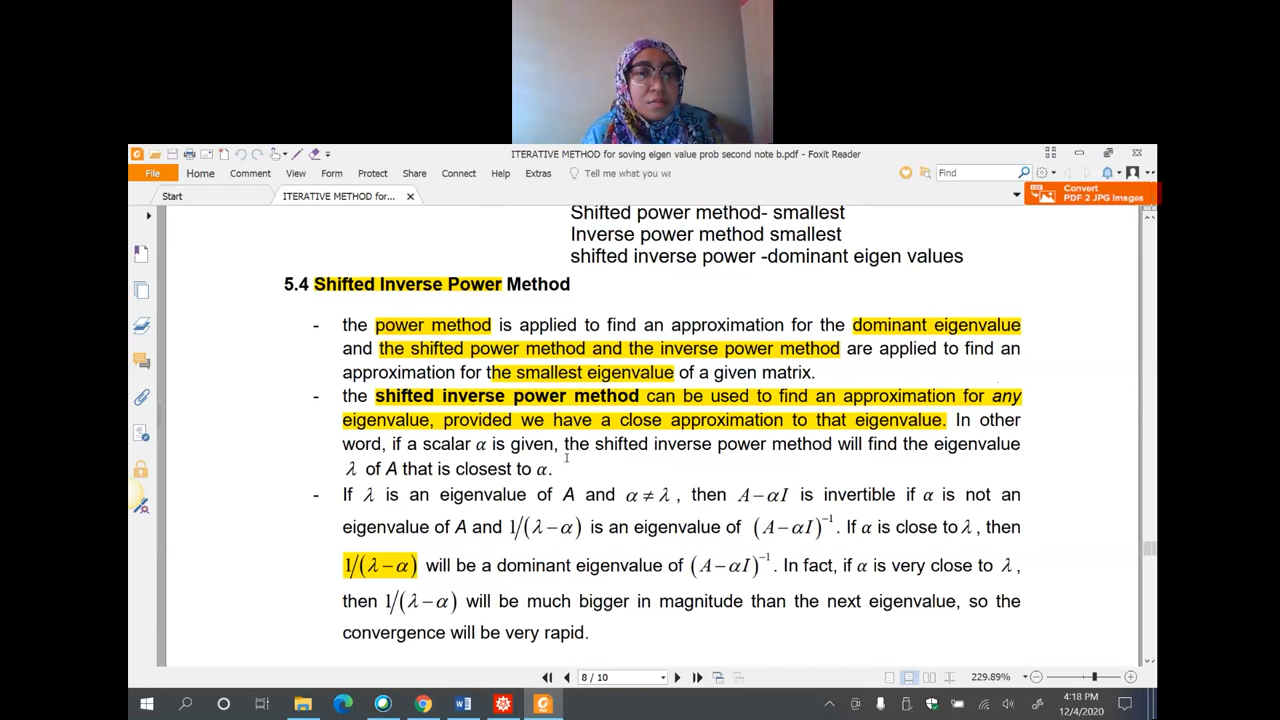 ITERATIVE METHOD for soving eigen value prob second note b.pdf - Foxit Reader
File Home Comment View Form Protect Share Connect Help Extras Tell me what you wa Find
Start ITERATIVE METHOD for... Convert
PDF 2 JPG Images
Shifted power method- smallest
Inverse power method smallest
shifted inverse power -dominant eigen values
5.4 Shifted Inverse Power Method
- the power method is applied to find an approximation for the dominant eigenvalue
and the shifted power method and the inverse power method are applied to find an
approximation for the smallest eigenvalue of a given matrix.
- the shifted inverse power method can be used to find an approximation for any
eigenvalue, provided we have a close approximation to that eigenvalue. In other
word, if a scalar α is given, the shifted inverse power method will find the eigenvalue
λ of A that is closest to α.
- If λ is an eigenvalue of A and α ≠ λ, then A−αI is invertible if α is not an
eigenvalue of A and 1/(λ−α) is an eigenvalue of (A−αI)⁻¹. If α is close to λ, then
1/(λ−α) will be a dominant eigenvalue of (A−αI)⁻¹. In fact, if α is very close to λ,
then 1/(λ−α) will be much bigger in magnitude than the next eigenvalue, so the
convergence will be very rapid.
8 / 10 229.89%
4:18 PM
12/4/2020